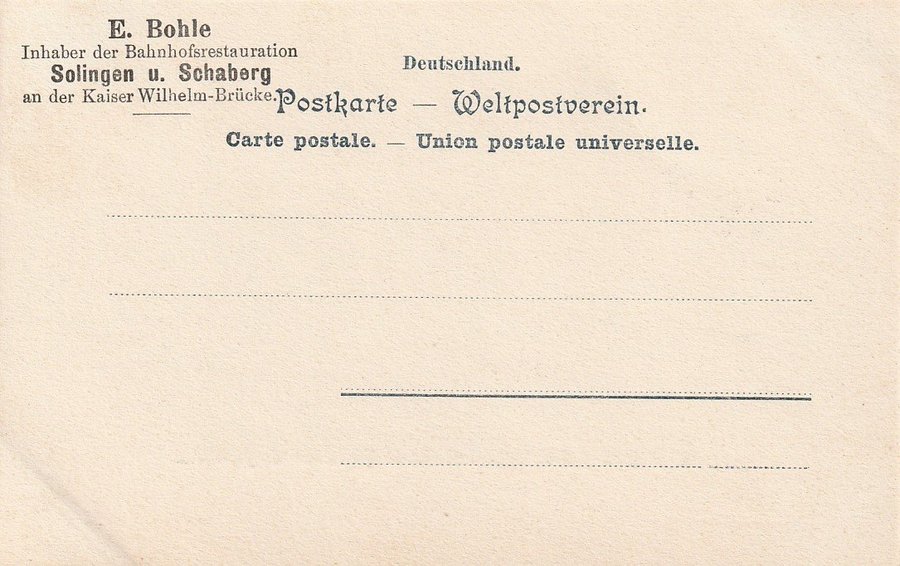 E. Bohle
Inhaber der Bahnhofsrestauration
Solingen u. Schaberg
an der Kaiser Wilhelm-Brücke.
Deutschland.
Postkarte — Weltpostverein.
Carte postale. — Union postale universelle.